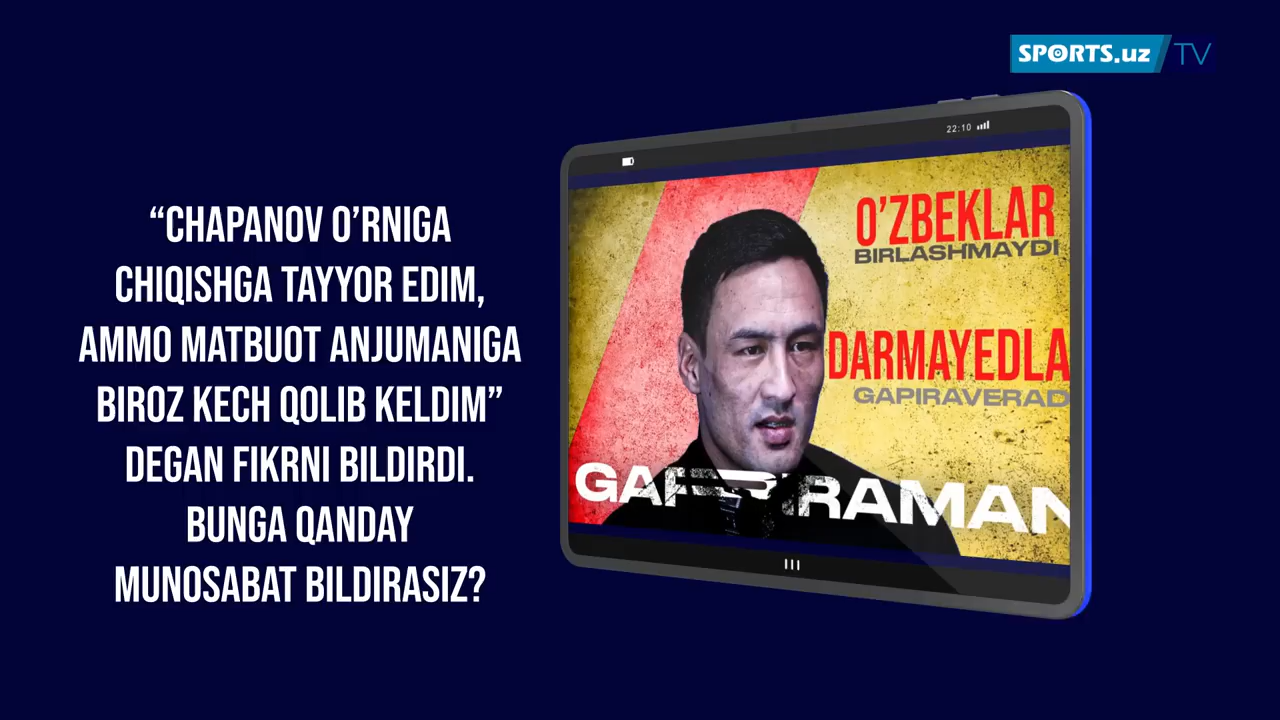 SPORTS.uz TV
“CHAPANOV O’RNIGA
CHIQISHGA TAYYOR EDIM,
AMMO MATBUOT ANJUMANIGA
BIROZ KECH QOLIB KELDIM”
DEGAN FIKRNI BILDIRDI.
BUNGA QANDAY
MUNOSABAT BILDIRASIZ?
22:10
O’ZBEKLAR
BIRLASHMAYDI
DARMAYEDLA
GAPIRAVERAD